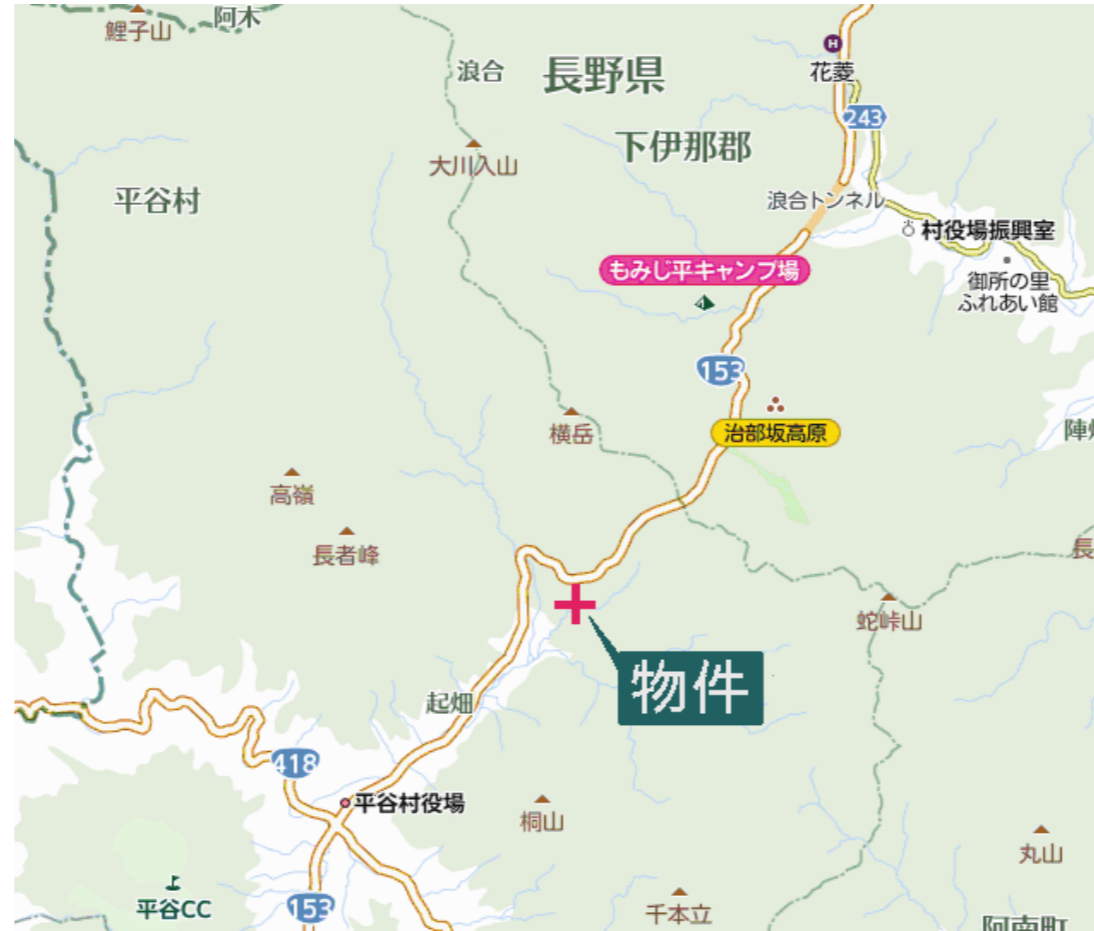 鯉子山
阿木
浪合
長野県
花菱
243
下伊那郡
大川入山
平谷村
浪合トンネル
村役場振興室
御所の里
ふれあい館
もみじ平キャンプ場
153
横岳
治部坂高原
高嶺
長者峰
蛇峠山
物件
起畑
418
平谷村役場
桐山
丸山
平谷CC
153
千本立
阿南町
長